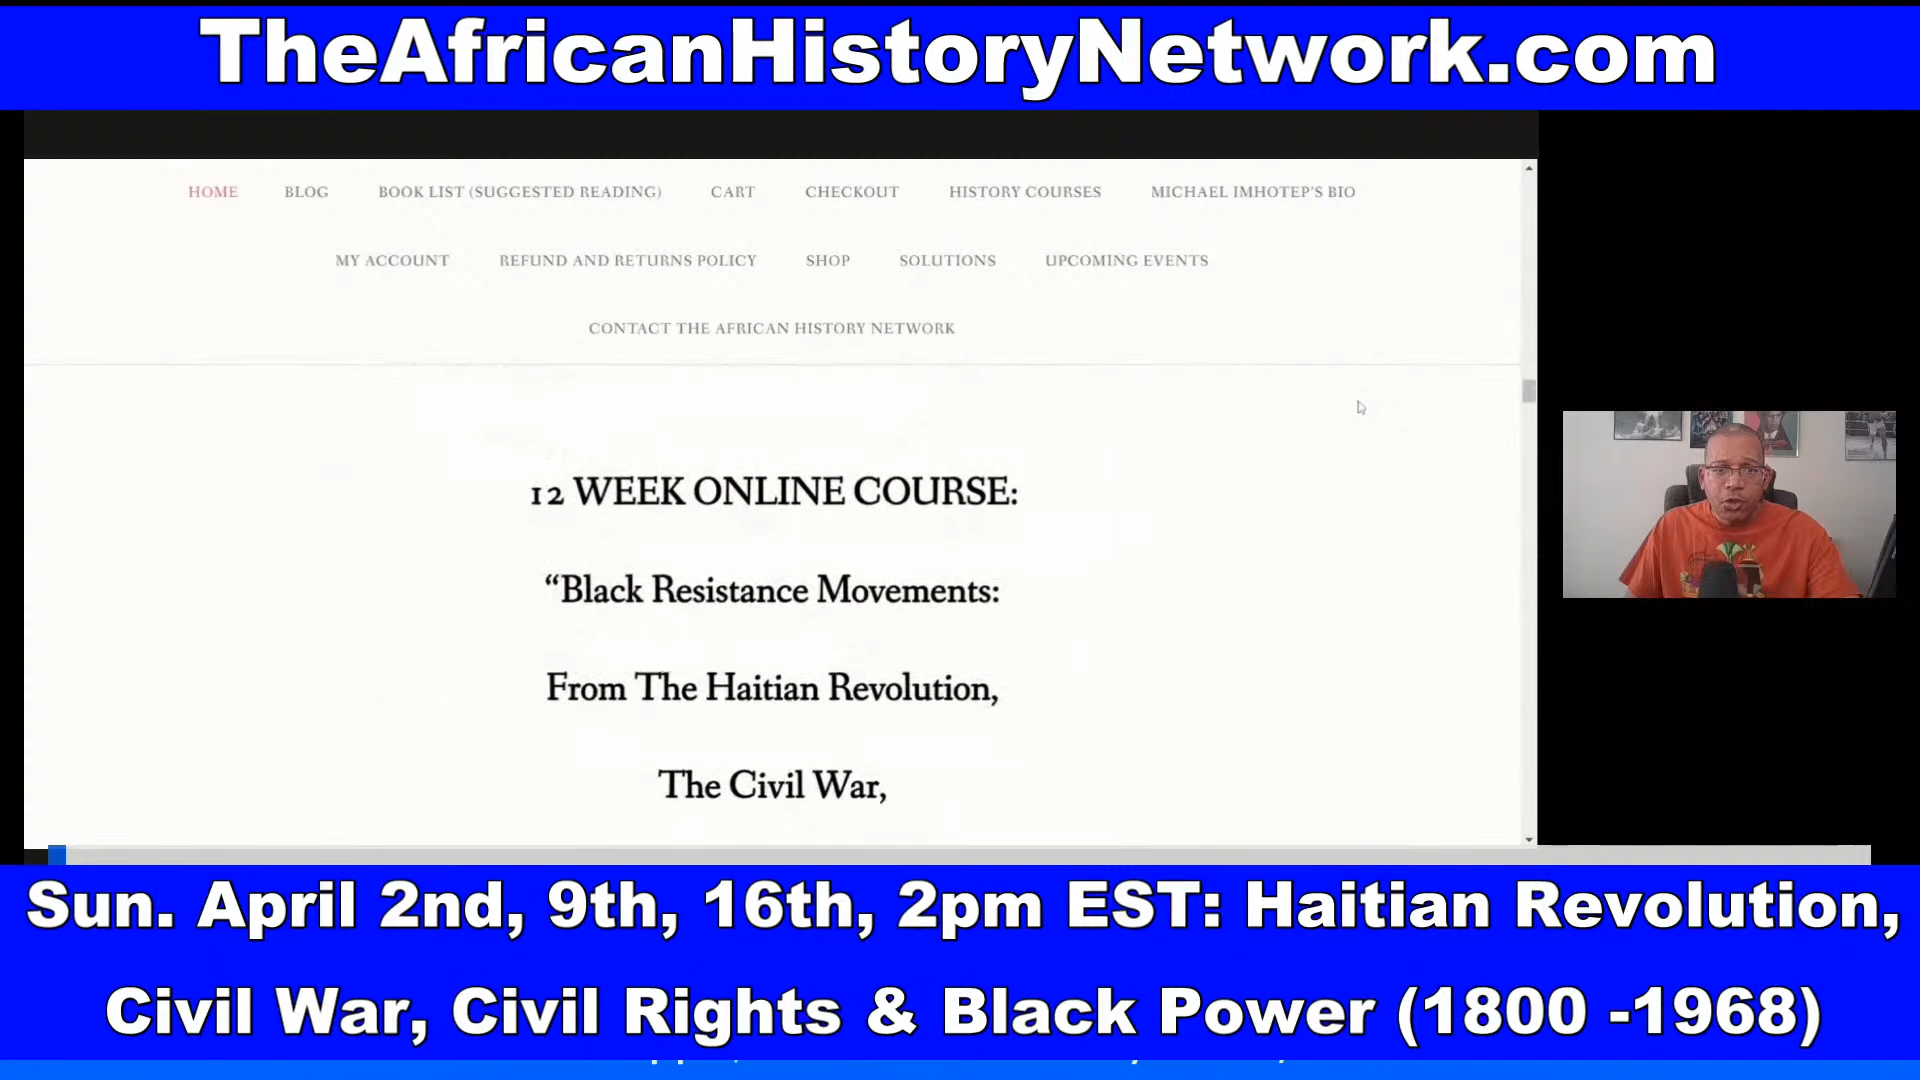 TheAfricanHistoryNetwork.com
HOME BLOG BOOK LIST (SUGGESTED READING) CART CHECKOUT HISTORY COURSES MICHAEL IMHOTEP'S BIO
MY ACCOUNT REFUND AND RETURNS POLICY SHOP SOLUTIONS UPCOMING EVENTS
CONTACT THE AFRICAN HISTORY NETWORK
12 WEEK ONLINE COURSE:
“Black Resistance Movements:
From The Haitian Revolution,
The Civil War,
Sun. April 2nd, 9th, 16th, 2pm EST: Haitian Revolution,
Civil War, Civil Rights & Black Power (1800 -1968)